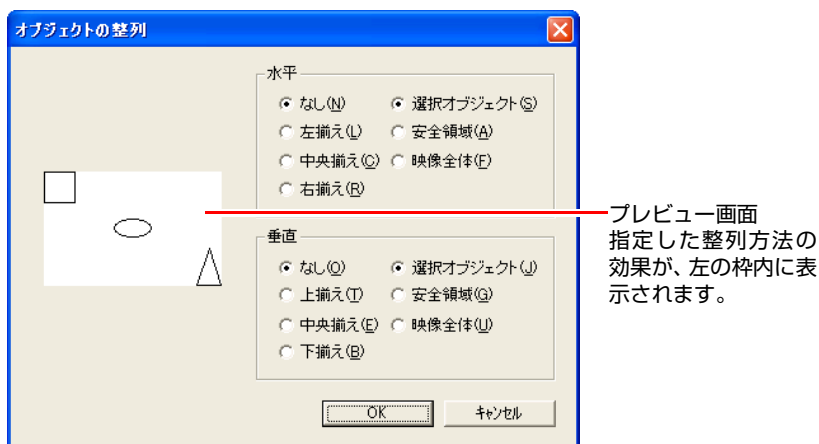 オブジェクトの整列
水平
なし(N) 選択オブジェクト(S)
左揃え(L) 安全領域(A)
中央揃え(C) 映像全体(F)
右揃え(R)
垂直
なし(O) 選択オブジェクト(J)
上揃え(T) 安全領域(G)
中央揃え(E) 映像全体(U)
下揃え(B)
OK キャンセル
プレビュー画面
指定した整列方法の
効果が、左の枠内に表
示されます。